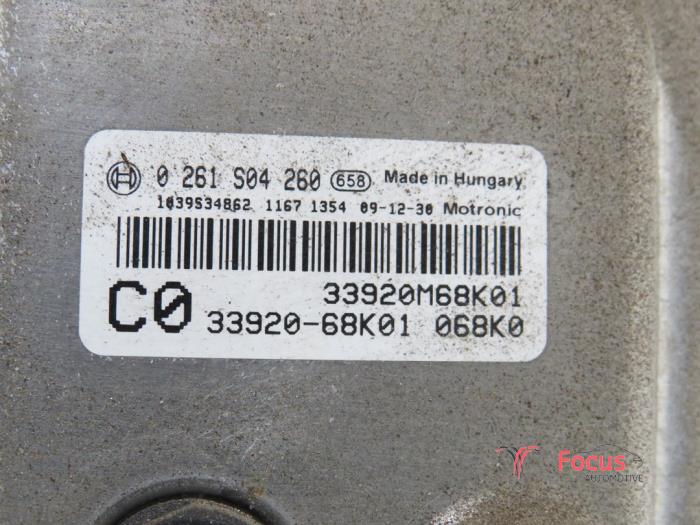 0 261 S04 260 658 Made in Hungary
1039S34862 1167 1354 09-12-30 Motronic
33920M68K01
C0 33920-68K01 068K0
Focus
AUTOMOTIVE